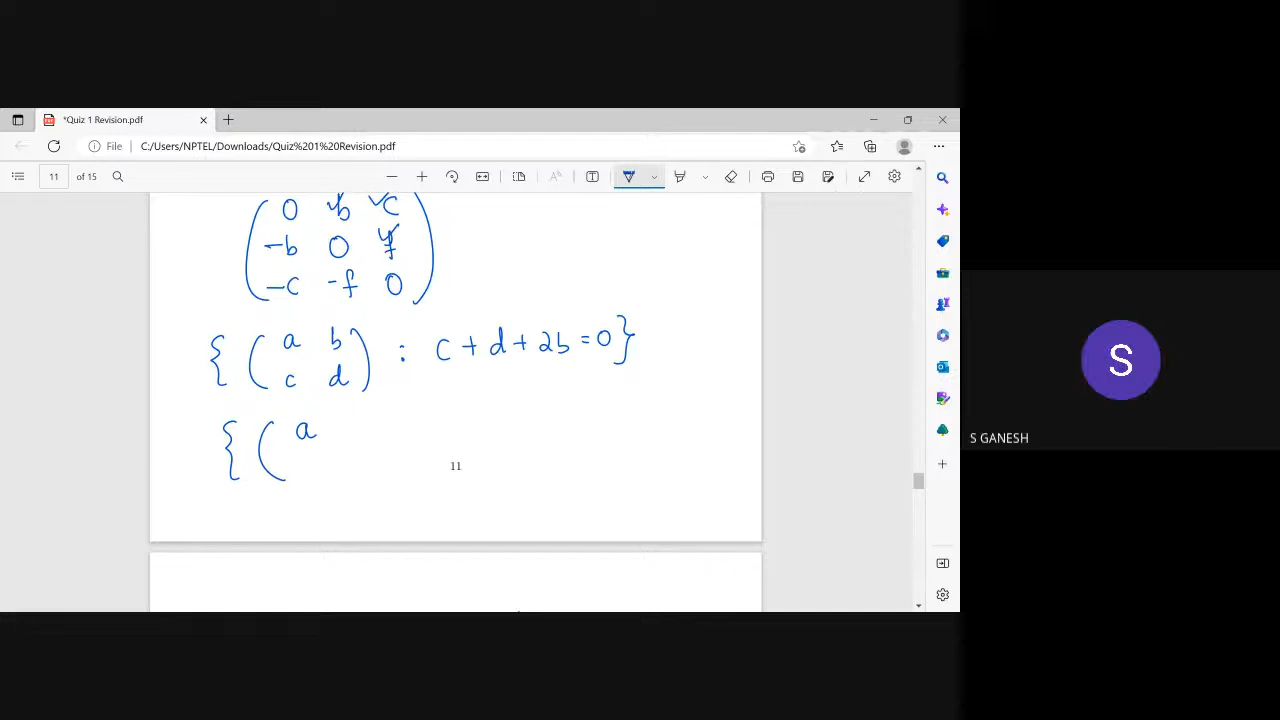 *Quiz 1 Revision.pdf
File C:/Users/NPTEL/Downloads/Quiz%201%20Revision.pdf
11 of 15
0 b c
-b 0 f
-c -f 0
{ ( a b
c d ) : c + d + 2b = 0 }
{ ( a
11
S
S GANESH